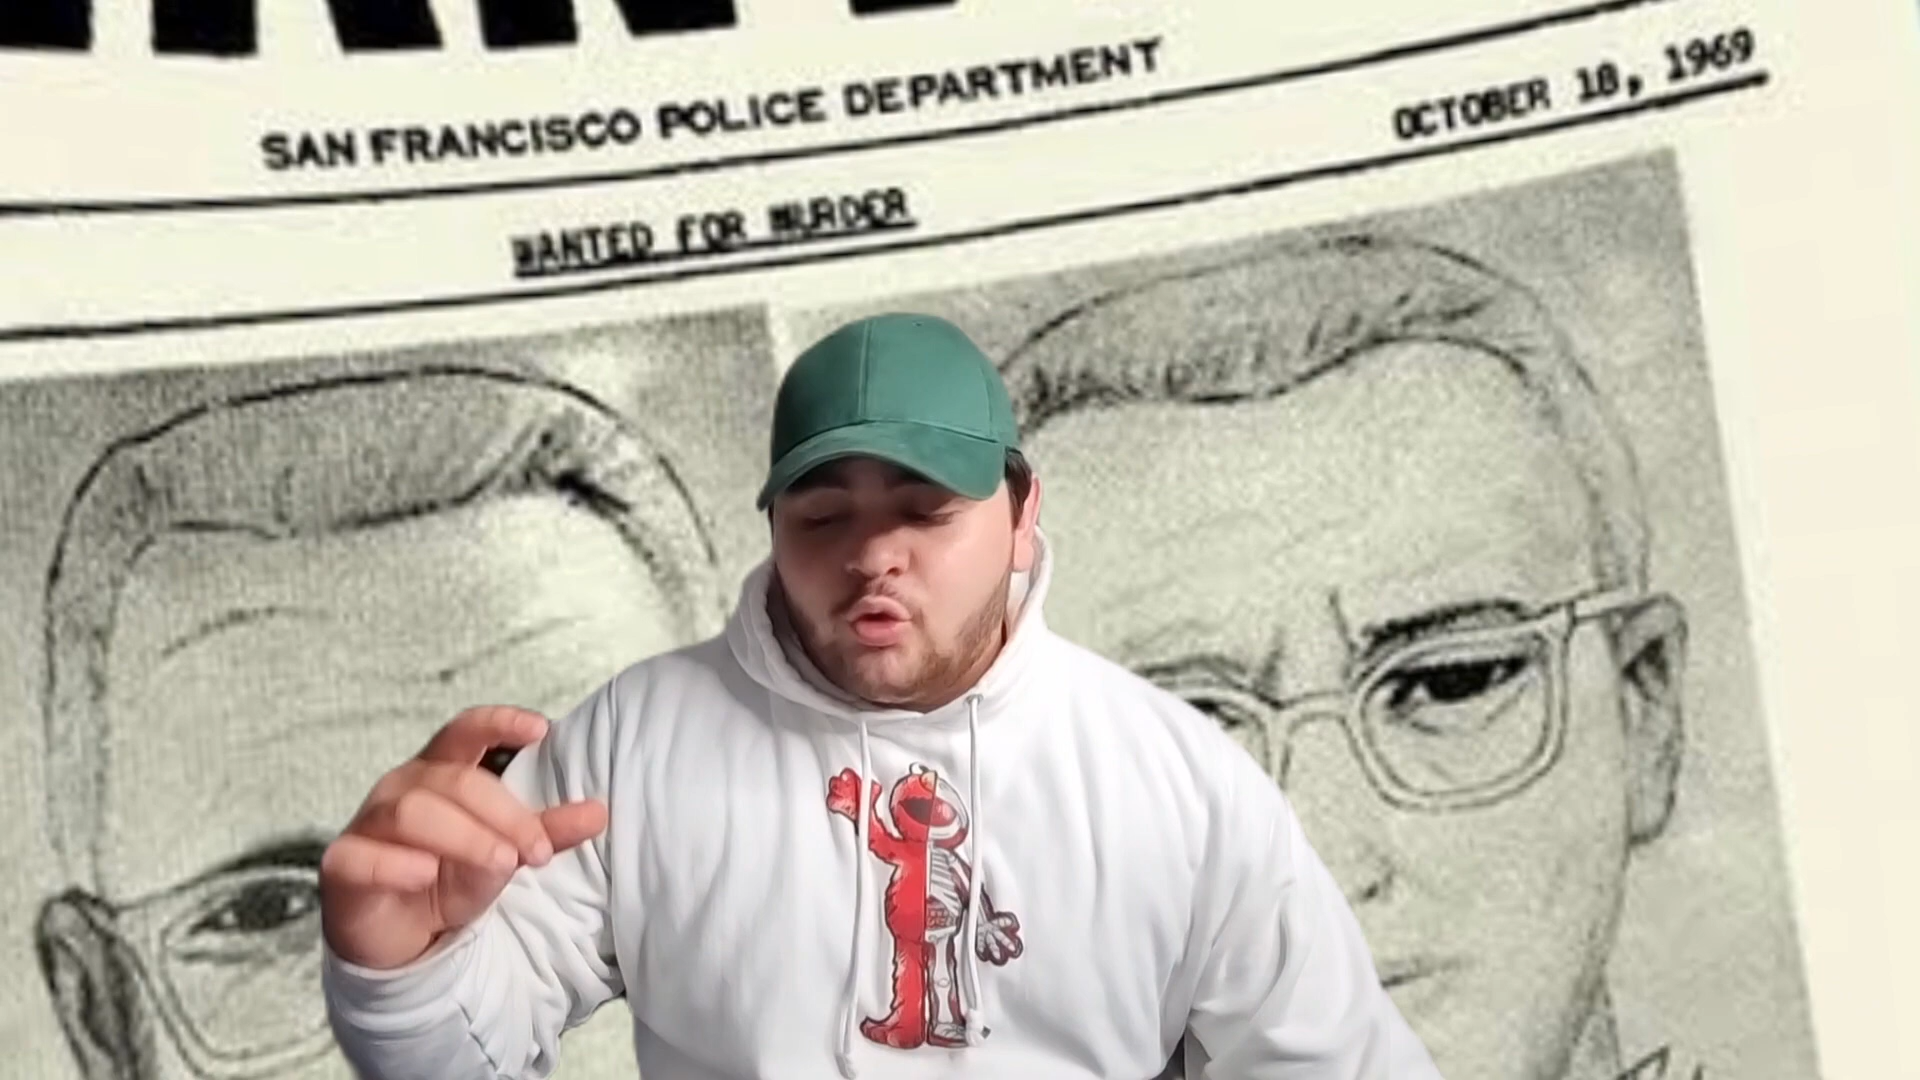 SAN FRANCISCO POLICE DEPARTMENT
OCTOBER 18, 1969
WANTED FOR MURDER